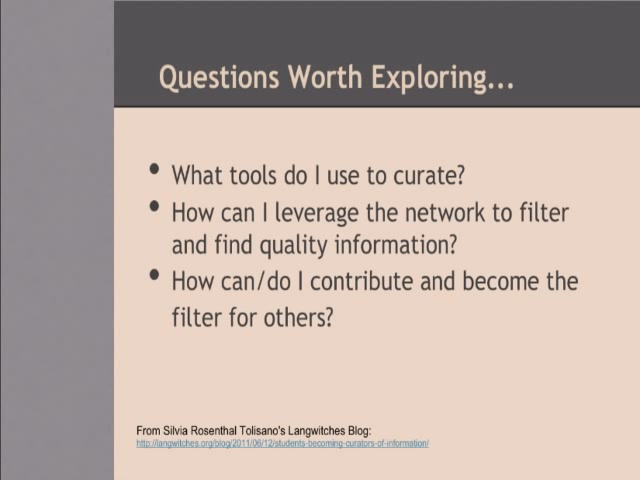 Questions Worth Exploring...
• What tools do I use to curate?
• How can I leverage the network to filter
and find quality information?
• How can/do I contribute and become the
filter for others?
From Silvia Rosenthal Tolisano's Langwitches Blog:
http://langwitches.org/blog/2011/06/12/students-becoming-curators-of-information/